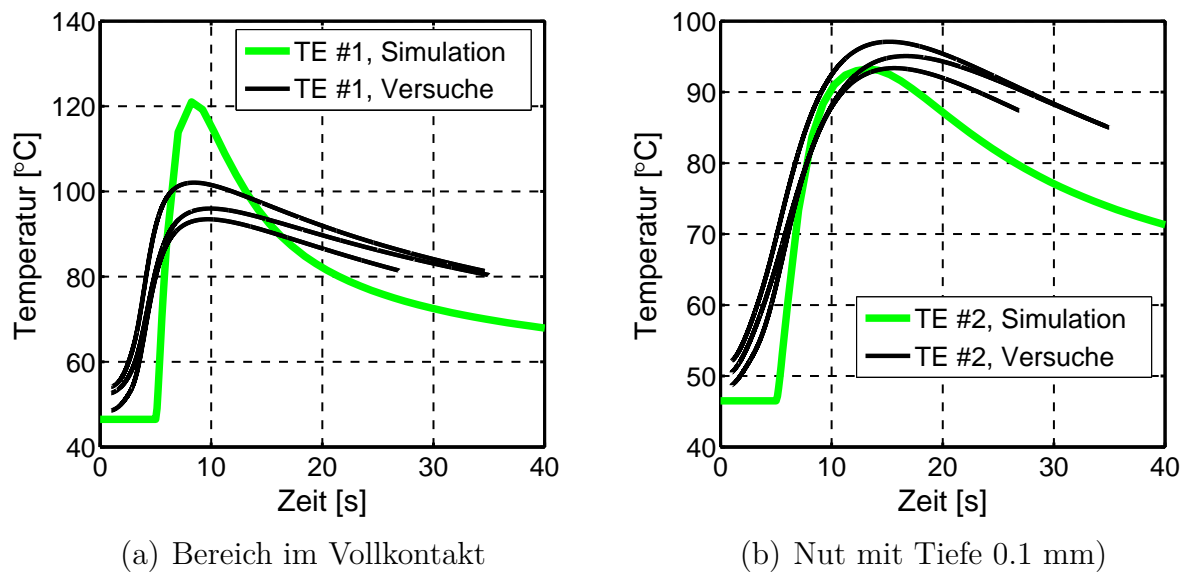 140
120
100
80
60
40
0
10
20
30
40
Temperatur [°C]
Zeit [s]
TE #1, Simulation
TE #1, Versuche
(a) Bereich im Vollkontakt
100
90
80
70
60
50
40
0
10
20
30
40
Temperatur [°C]
Zeit [s]
TE #2, Simulation
TE #2, Versuche
(b) Nut mit Tiefe 0.1 mm)